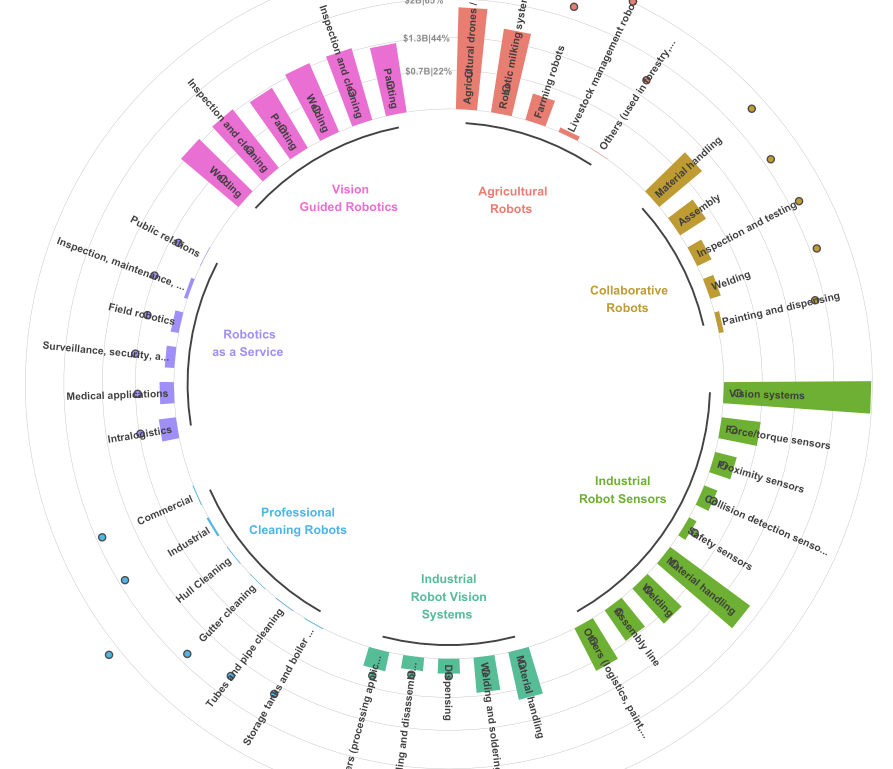 $2B|65%
$1.3B|44%
$0.7B|22%
Agricultural drones /
Robotic milking system
Farming robots
Livestock management robo
Others (used in forestry,...
Agricultural
Robots
Material handling
Assembly
Inspection and testing
Welding
Painting and dispensing
Collaborative
Robots
Vision systems
Force/torque sensors
Proximity sensors
Collision detection senso...
Safety sensors
Material handling
Welding
Assembly line
Others (logistics, paint,...
Industrial
Robot Sensors
Material handling
Welding and soldering
Dispensing
ling and disassembl...
ers (processing applic...
Industrial
Robot Vision
Systems
Storage tanks and boiler ...
Tubes and pipe cleaning
Gutter cleaning
Hull Cleaning
Industrial
Commercial
Professional
Cleaning Robots
Intralogistics
Medical applications
Surveillance, security, a...
Field robotics
Inspection, maintenance, ...
Public relations
Robotics
as a Service
Welding
Inspection and cleaning
Painting
Welding
Inspection and cleaning
Painting
Vision
Guided Robotics